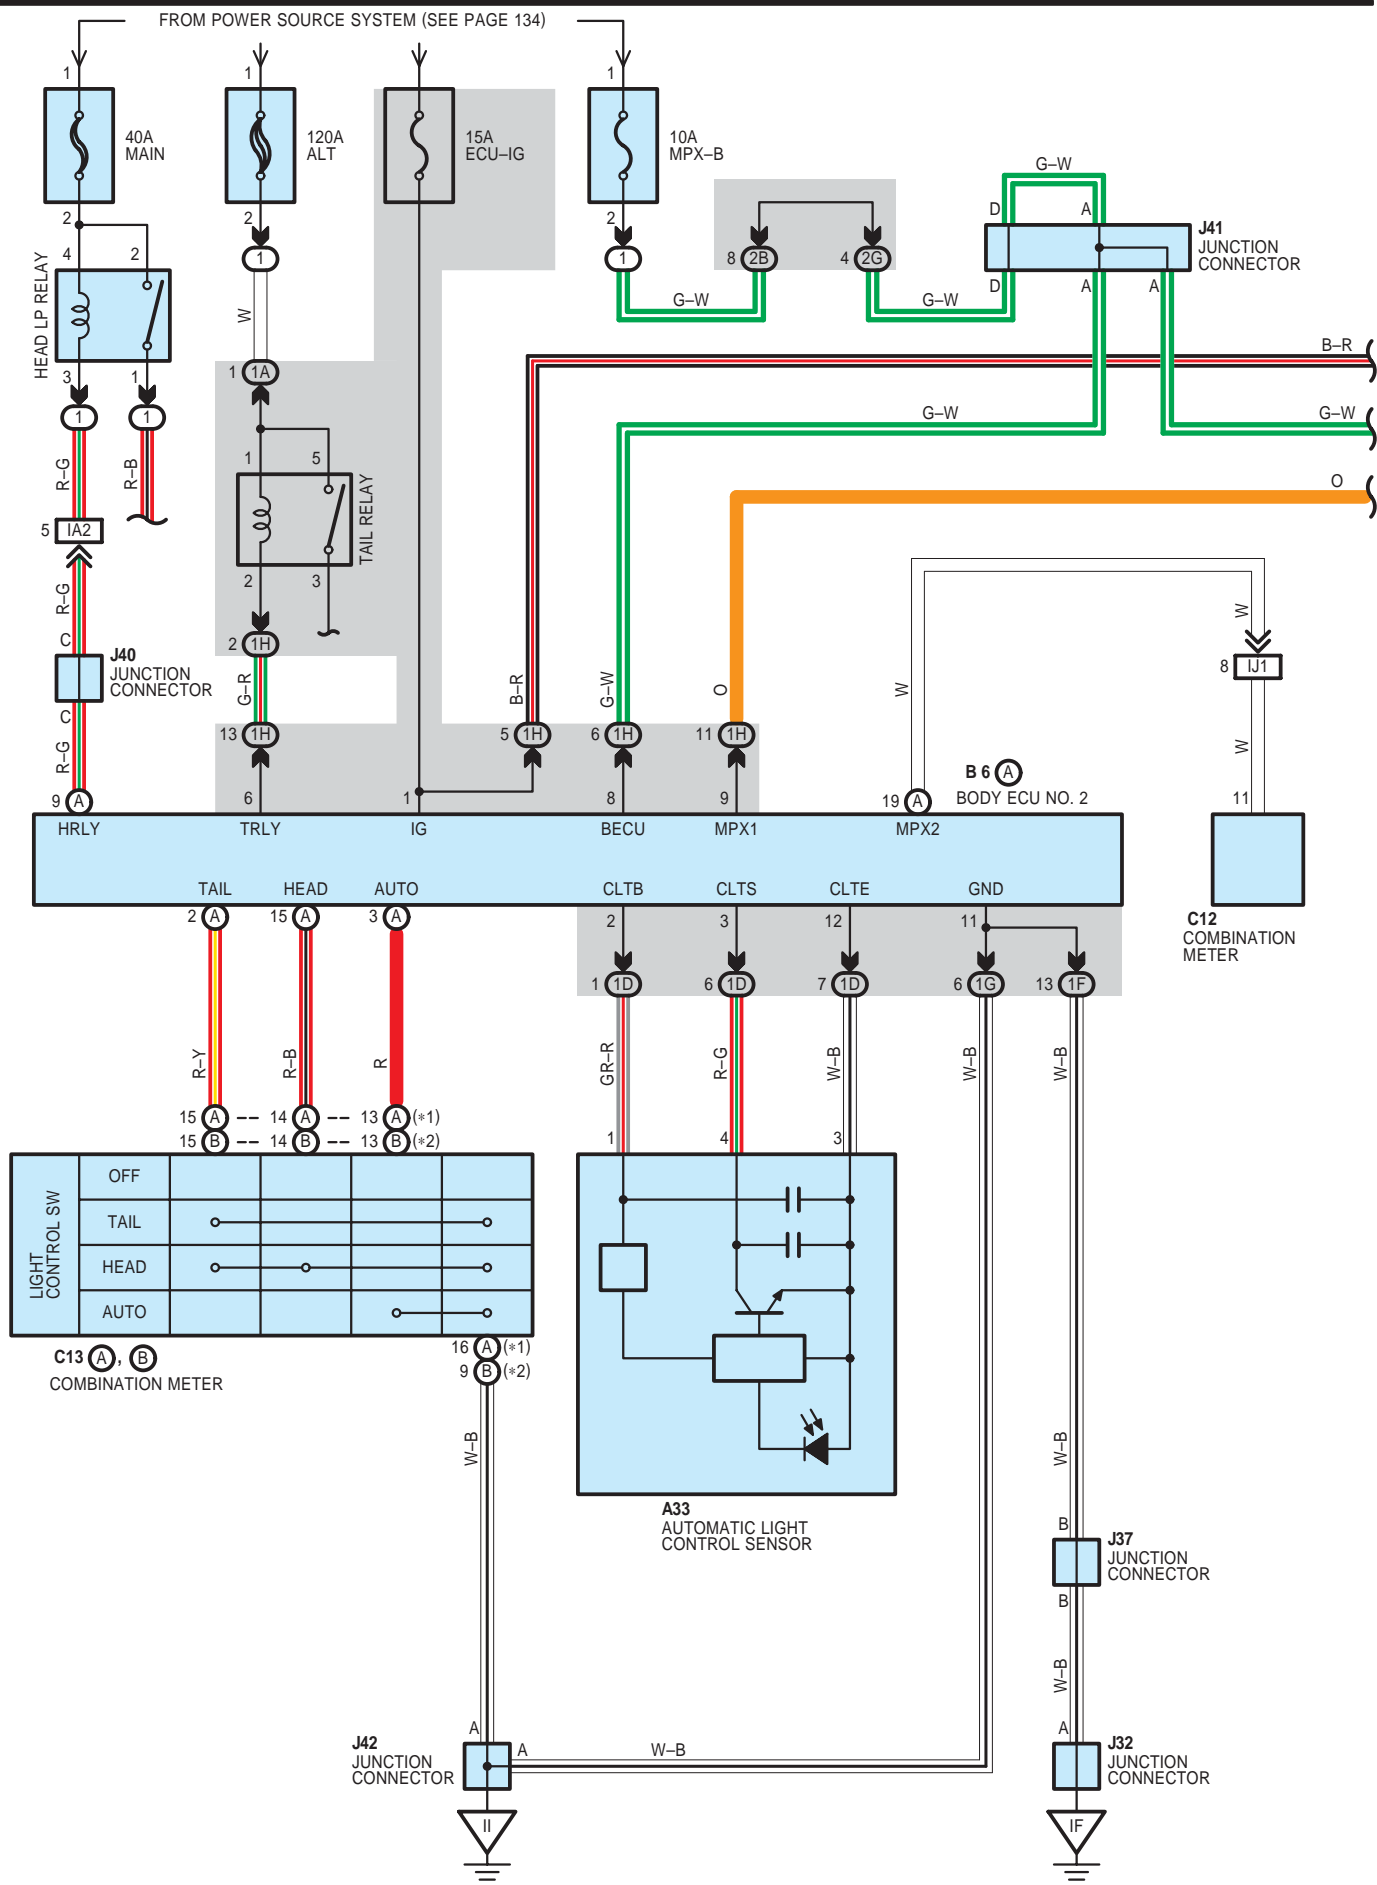 FROM POWER SOURCE SYSTEM (SEE PAGE 134)
1
1
1
40A
MAIN
120A
ALT
15A
ECU–IG
10A
MPX–B
G–W
2
2
2
D
A
J41
JUNCTION
CONNECTOR
4
2
1
1
8
2B
4
2G
D
A
A
HEAD LP RELAY
W
G–W
G–W
B–R
3
1
1
1A
1
1
G–W
G–W
R–G
R–B
1
5
TAIL RELAY
O
5
IA2
2
3
R–G
C
2
1H
W
8
IJ1
J40
JUNCTION
CONNECTOR
G–R
B–R
G–W
O
W
C
R–G
13
1H
5
1H
6
1H
11
1H
W
B 6
A
BODY ECU NO. 2
9
A
6
1
8
9
19
A
11
HRLY
TRLY
IG
BECU
MPX1
MPX2
TAIL
HEAD
AUTO
CLTB
CLTS
CLTE
GND
C12
COMBINATION
METER
2
A
15
A
3
A
2
3
12
11
1
1D
6
1D
7
1D
6
1G
13
1F
R–Y
R–B
R
GR–R
R–G
W–B
W–B
W–B
15
A
14
A
13
A
(*1)
15
B
14
B
13
B
(*2)
1
4
3
LIGHT
CONTROL SW
OFF
TAIL
HEAD
AUTO
16
A
(*1)
9
B
(*2)
C13
A
,
B
COMBINATION METER
W–B
W–B
A33
AUTOMATIC LIGHT
CONTROL SENSOR
B
J37
JUNCTION
CONNECTOR
B
W–B
A
A
W–B
A
J42
JUNCTION
CONNECTOR
J32
JUNCTION
CONNECTOR
II
IF